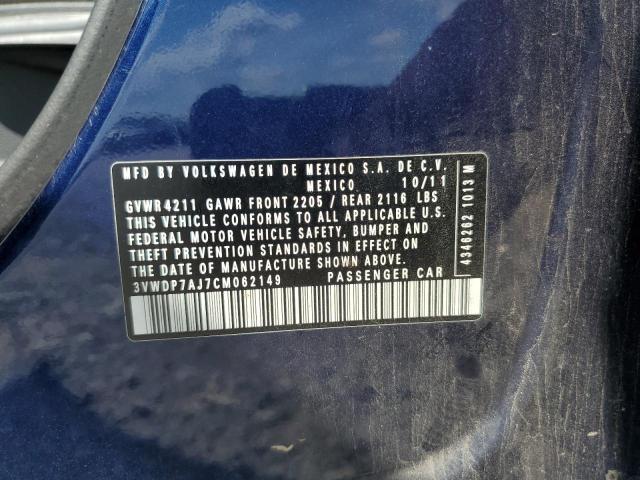 MFD BY VOLKSWAGEN DE MEXICO S.A. DE C.V.
MEXICO 10/11
GVWR4211 GAWR FRONT 2205 / REAR 2116 LBS
THIS VEHICLE CONFORMS TO ALL APPLICABLE U.S.
FEDERAL MOTOR VEHICLE SAFETY, BUMPER AND
THEFT PREVENTION STANDARDS IN EFFECT ON
THE DATE OF MANUFACTURE SHOWN ABOVE.
3VWDP7AJ7CM062149 PASSENGER CAR
4346262 1013 M